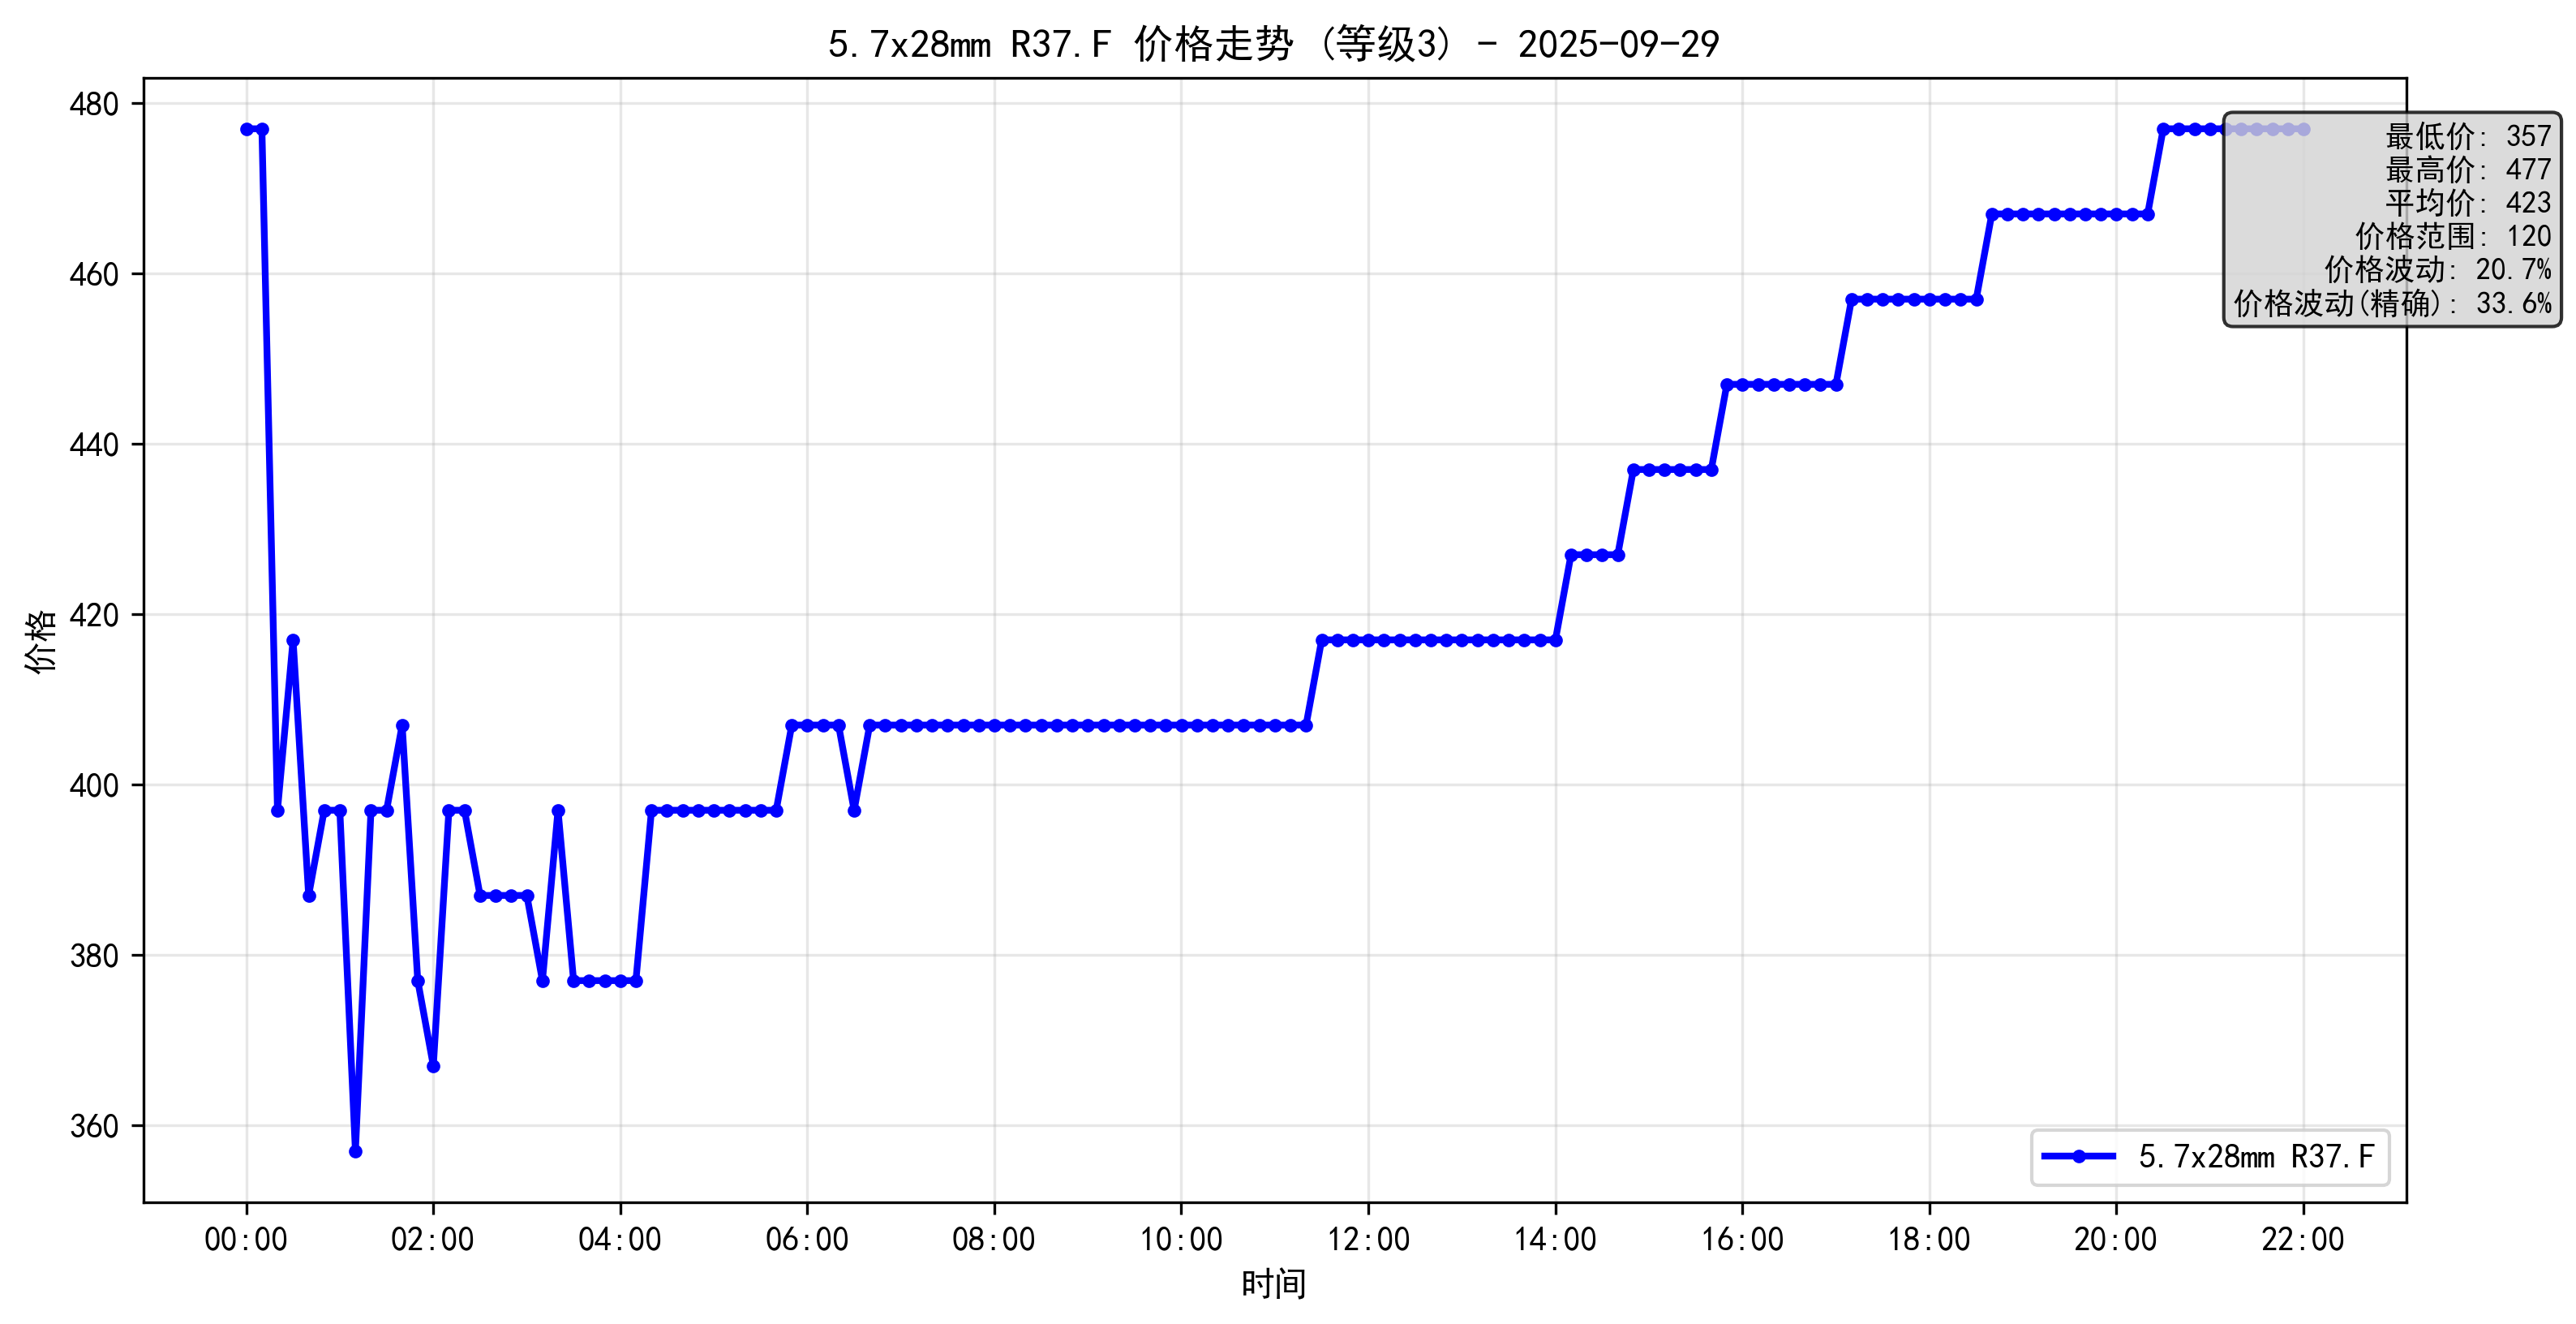 5.7x28mm R37.F 价格走势 (等级3) - 2025-09-29
480
460
440
420
400
380
360
价格
最低价: 357
最高价: 477
平均价: 423
价格范围: 120
价格波动: 20.7%
价格波动(精确): 33.6%
5.7x28mm R37.F
00:00 02:00 04:00 06:00 08:00 10:00 12:00 14:00 16:00 18:00 20:00 22:00
时间